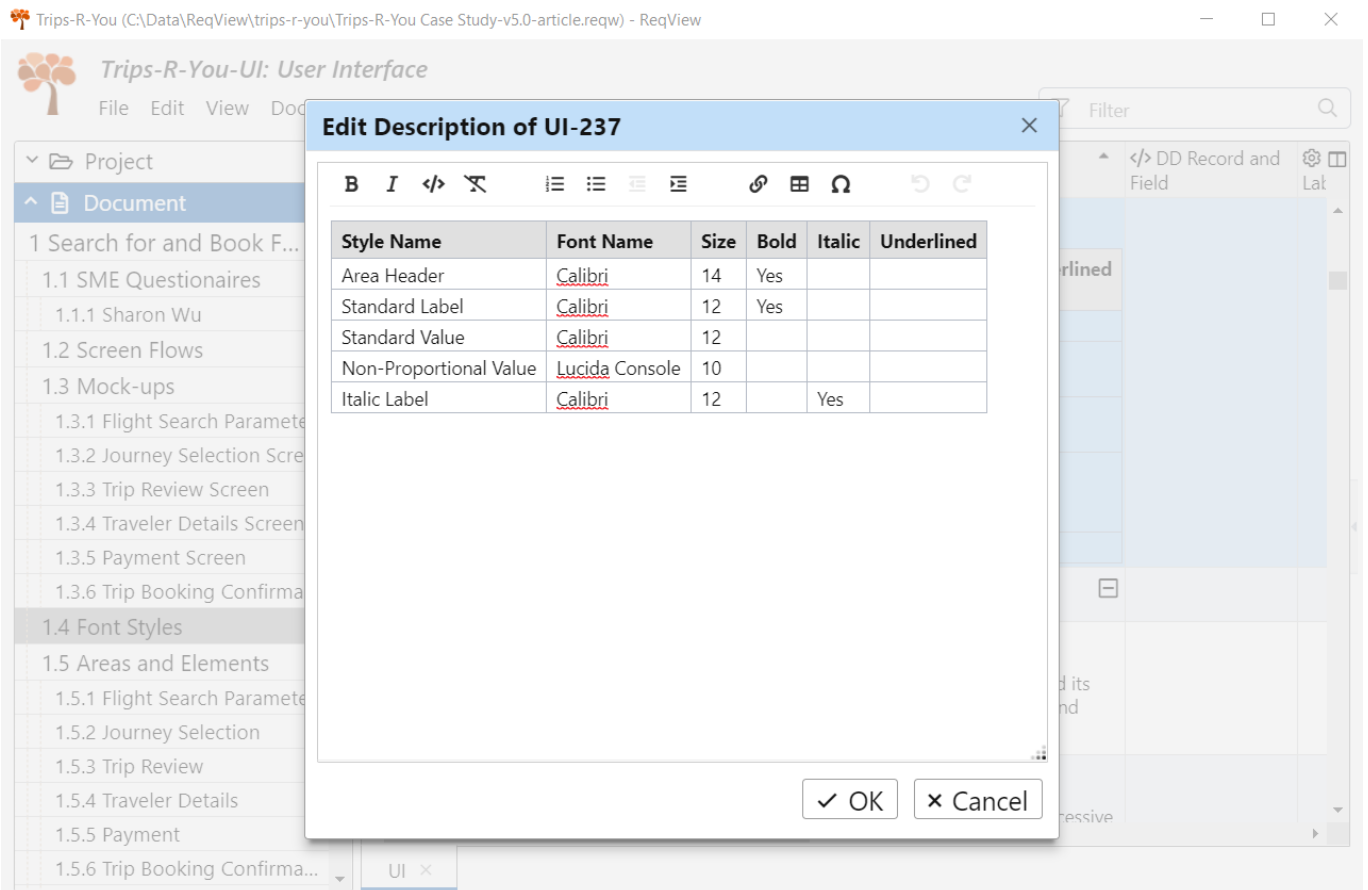 Trips-R-You (C:\Data\ReqView\trips-r-you\Trips-R-You Case Study-v5.0-article.reqw) - ReqView
Trips-R-You-UI: User Interface
File Edit View Doc
Filter
Project
Document
1 Search for and Book F...
1.1 SME Questionaires
1.1.1 Sharon Wu
1.2 Screen Flows
1.3 Mock-ups
1.3.1 Flight Search Paramete
1.3.2 Journey Selection Scre
1.3.3 Trip Review Screen
1.3.4 Traveler Details Screen
1.3.5 Payment Screen
1.3.6 Trip Booking Confirma
1.4 Font Styles
1.5 Areas and Elements
1.5.1 Flight Search Paramete
1.5.2 Journey Selection
1.5.3 Trip Review
1.5.4 Traveler Details
1.5.5 Payment
1.5.6 Trip Booking Confirma...
Edit Description of UI-237
B I </> Ω
Style Name Font Name Size Bold Italic Underlined
Area Header Calibri 14 Yes
Standard Label Calibri 12 Yes
Standard Value Calibri 12
Non-Proportional Value Lucida Console 10
Italic Label Calibri 12 Yes
OK Cancel
</> DD Record and
Field
Lab
rlined
d its
nd
cessive
UI